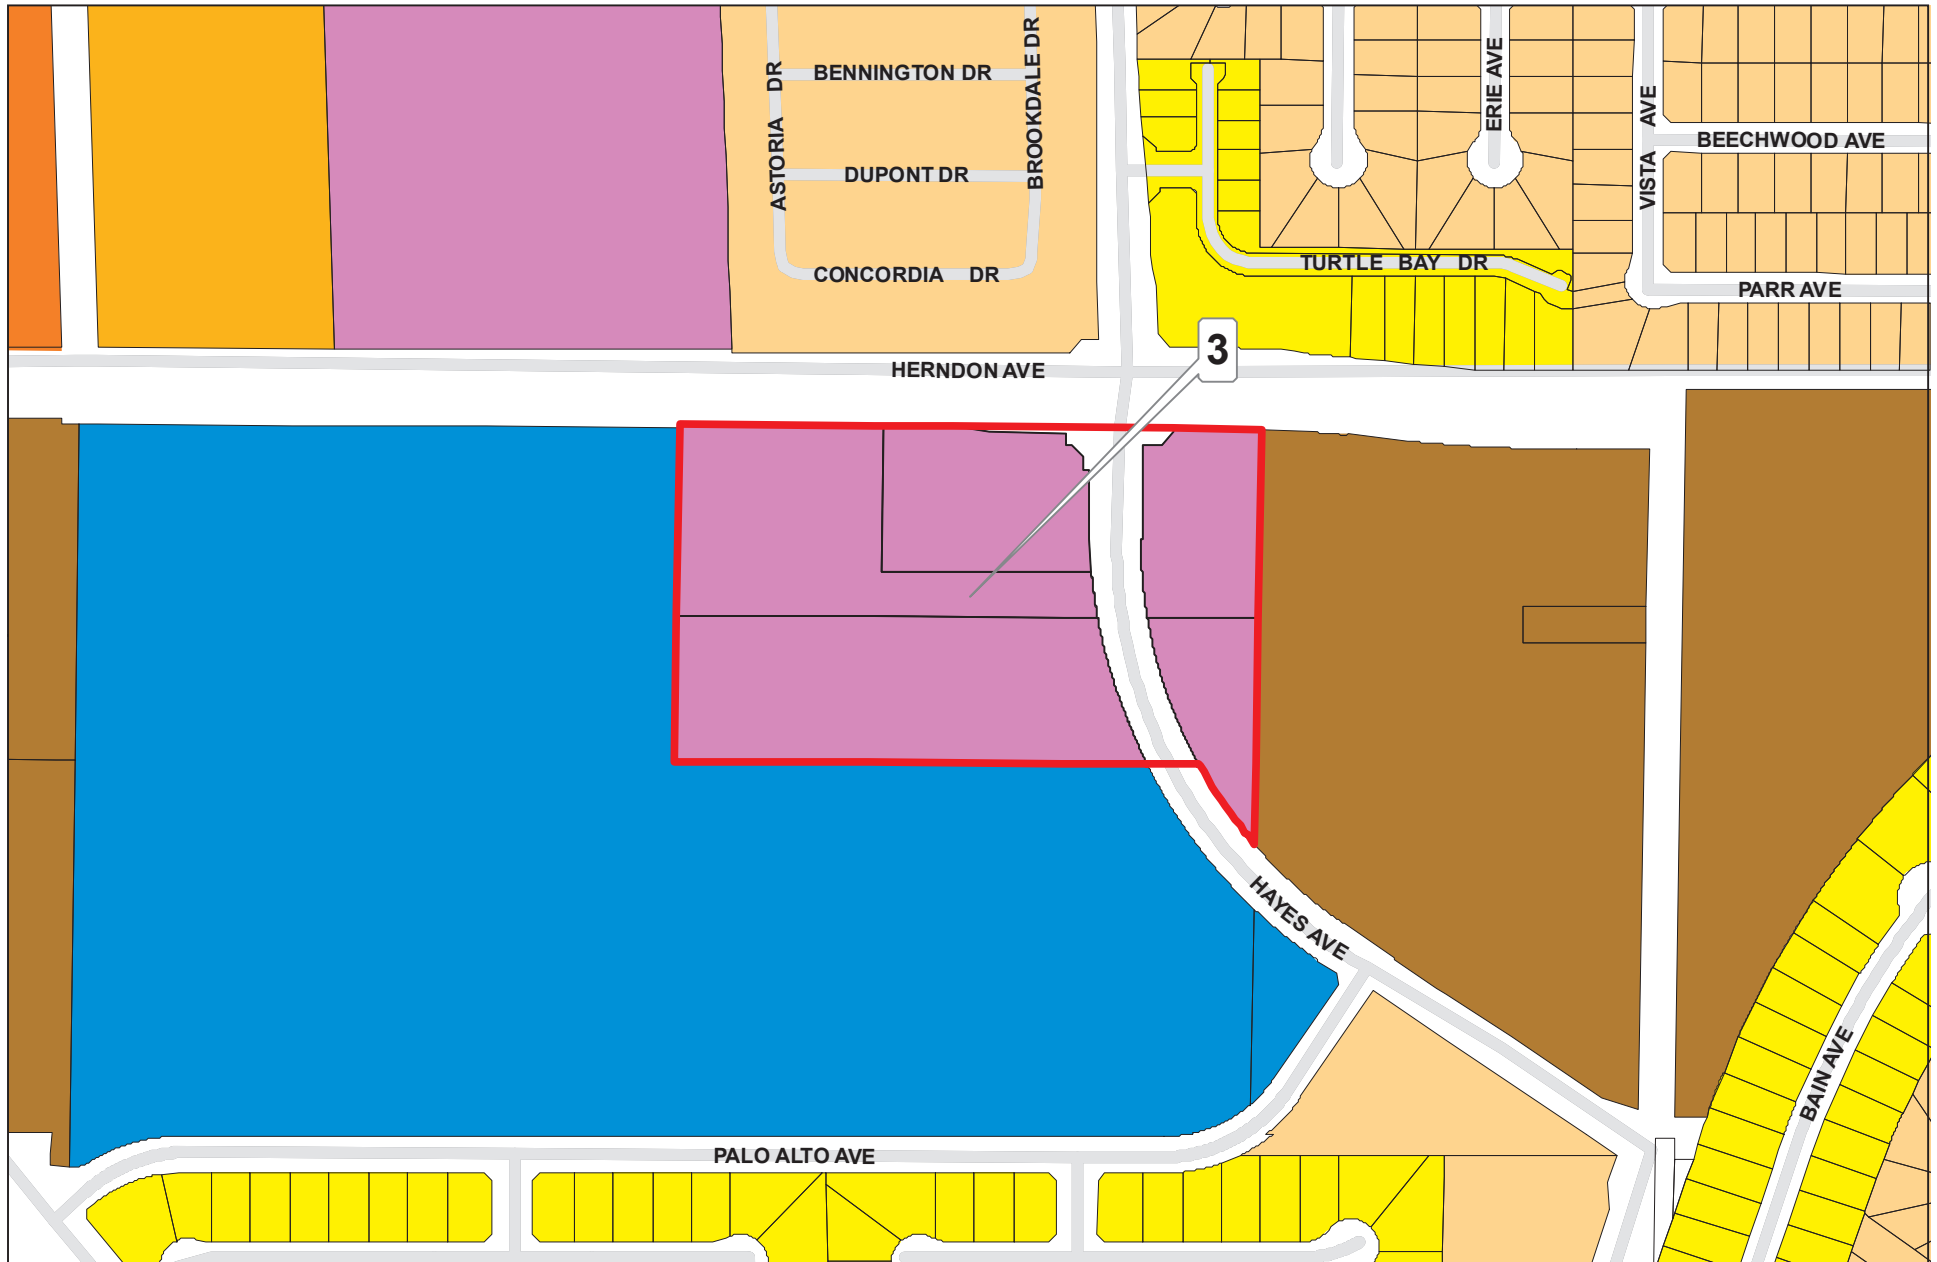 BENNINGTON DR
ASTORIA DR
BROOKDALE DR
DUPONT DR
CONCORDIA DR
ERIE AVE
VISTA AVE
BEECHWOOD AVE
TURTLE BAY DR
PARR AVE
HERNDON AVE
3
HAYES AVE
BAIN AVE
PALO ALTO AVE